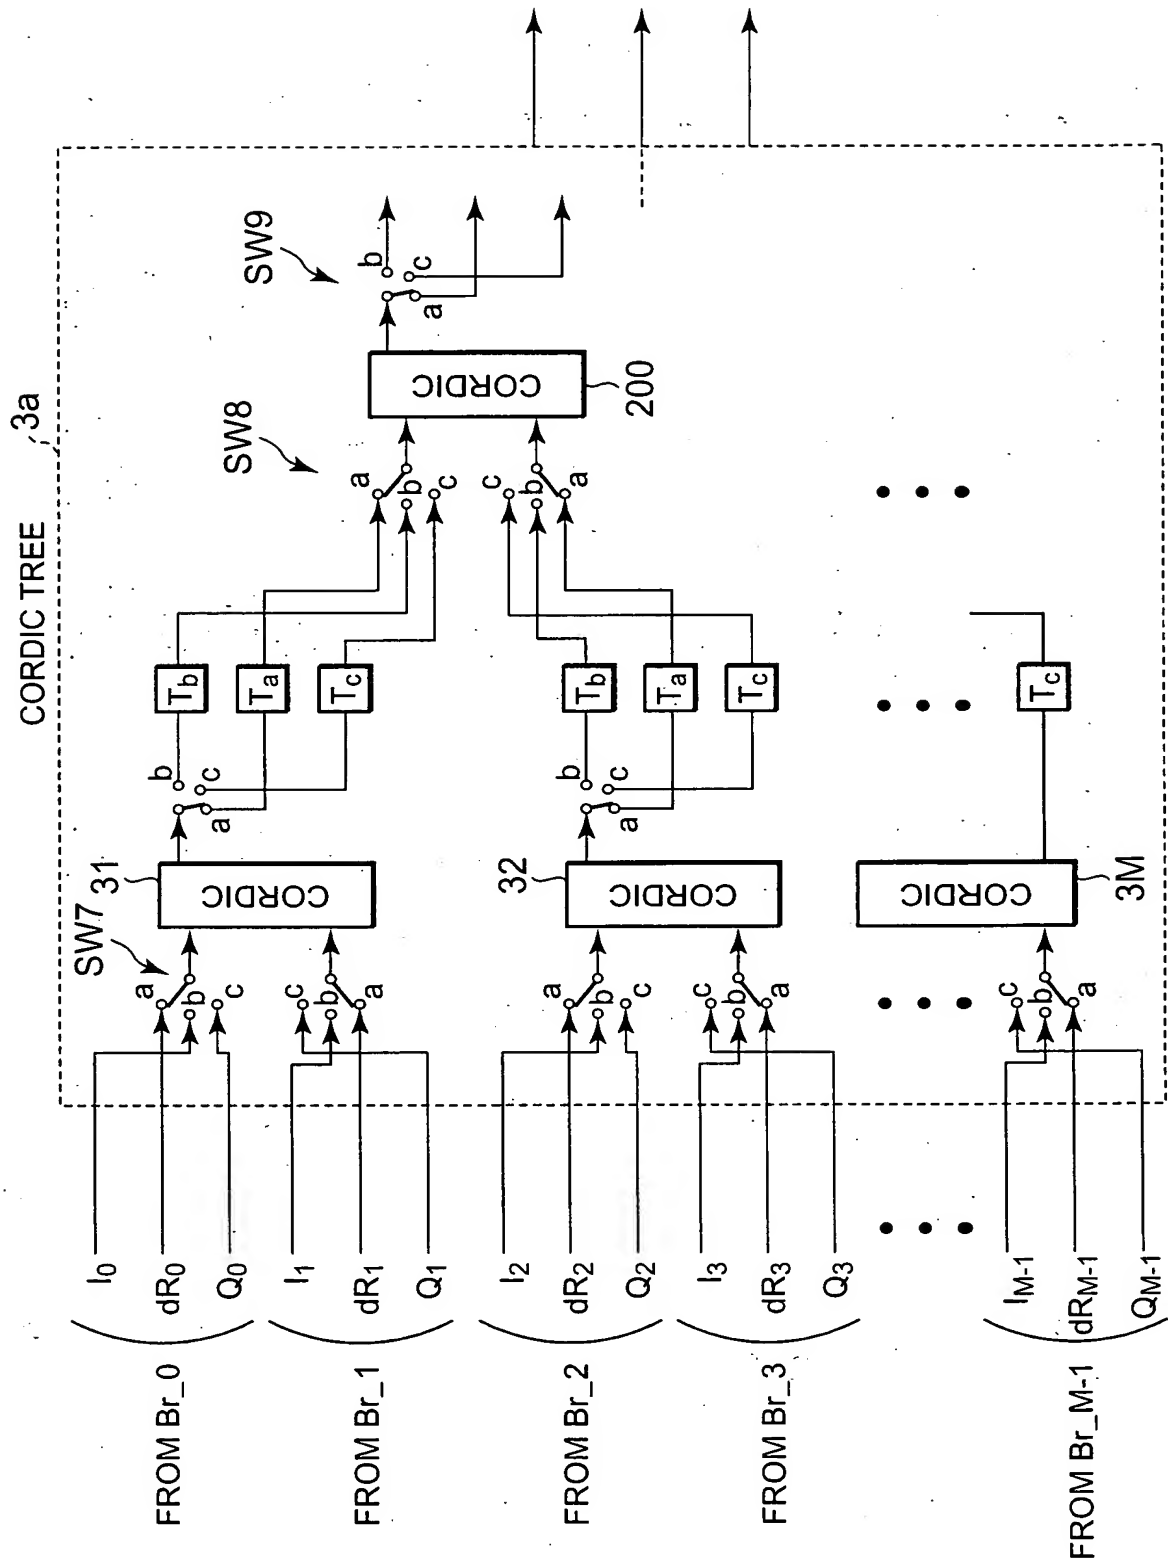 CORDIC TREE
3a
SW9
b
c
a
CORDIC
200
SW8
a
b
c
c
b
a
Tb
Ta
Tc
Tb
Ta
Tc
Tc
b
c
a
b
c
a
31
CORDIC
32
CORDIC
3M
CORDIC
SW7
a
b
c
c
b
a
a
b
c
c
b
a
c
b
a
I0
dR0
Q0
I1
dR1
Q1
I2
dR2
Q2
I3
dR3
Q3
IM-1
dRM-1
QM-1
FROM Br_0
FROM Br_1
FROM Br_2
FROM Br_3
FROM Br_M-1